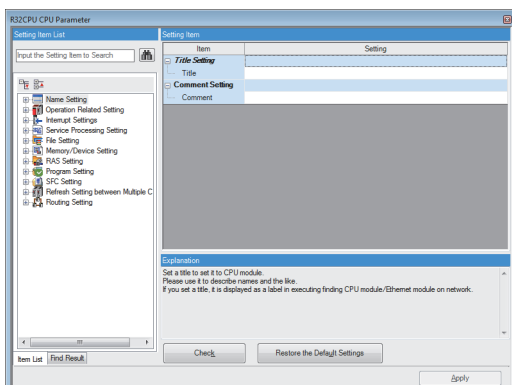 R32CPU CPU Parameter
Setting Item List
Input the Setting Item to Search
Name Setting
Operation Related Setting
Interrupt Settings
Service Processing Setting
File Setting
Memory/Device Setting
RAS Setting
Program Setting
SFC Setting
Refresh Setting between Multiple C
Routing Setting
Item List
Find Result
Setting Item
Item Setting
Title Setting
Title
Comment Setting
Comment
Explanation
Set a title to set it to CPU module.
Please use it to describe names and the like.
If you set a title, it is displayed as a label in executing finding CPU module/Ethernet module on network.
Check
Restore the Default Settings
Apply